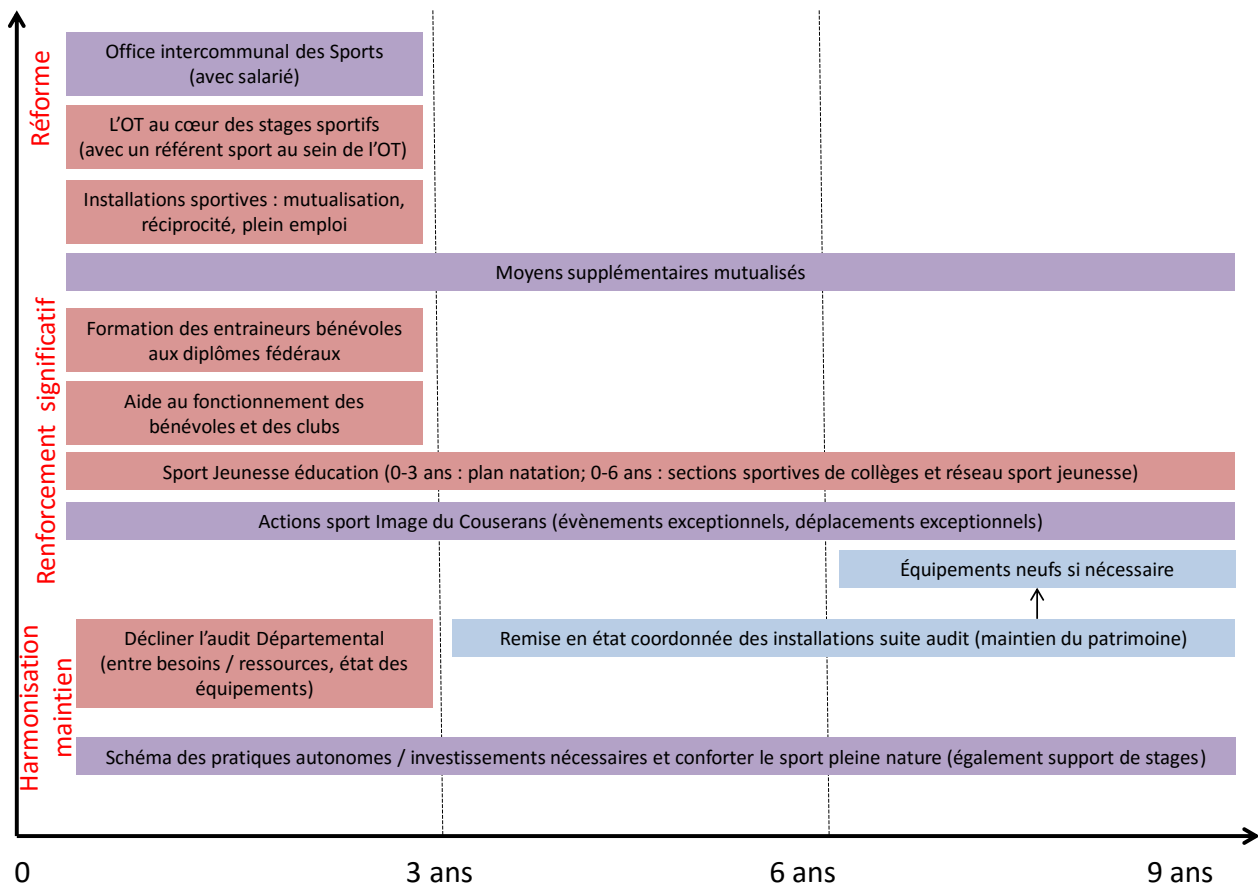 Réforme
Office intercommunal des Sports
(avec salarié)
L’OT au cœur des stages sportifs
(avec un référent sport au sein de l’OT)
Installations sportives : mutualisation,
réciprocité, plein emploi
Moyens supplémentaires mutualisés
Renforcement significatif
Formation des entraineurs bénévoles
aux diplômes fédéraux
Aide au fonctionnement des
bénévoles et des clubs
Sport Jeunesse éducation (0-3 ans : plan natation; 0-6 ans : sections sportives de collèges et réseau sport jeunesse)
Actions sport Image du Couserans (évènements exceptionnels, déplacements exceptionnels)
Équipements neufs si nécessaire
Harmonisation
maintien
Décliner l’audit Départemental
(entre besoins / ressources, état des
équipements)
Remise en état coordonnée des installations suite audit (maintien du patrimoine)
Schéma des pratiques autonomes / investissements nécessaires et conforter le sport pleine nature (également support de stages)
0 3 ans 6 ans 9 ans